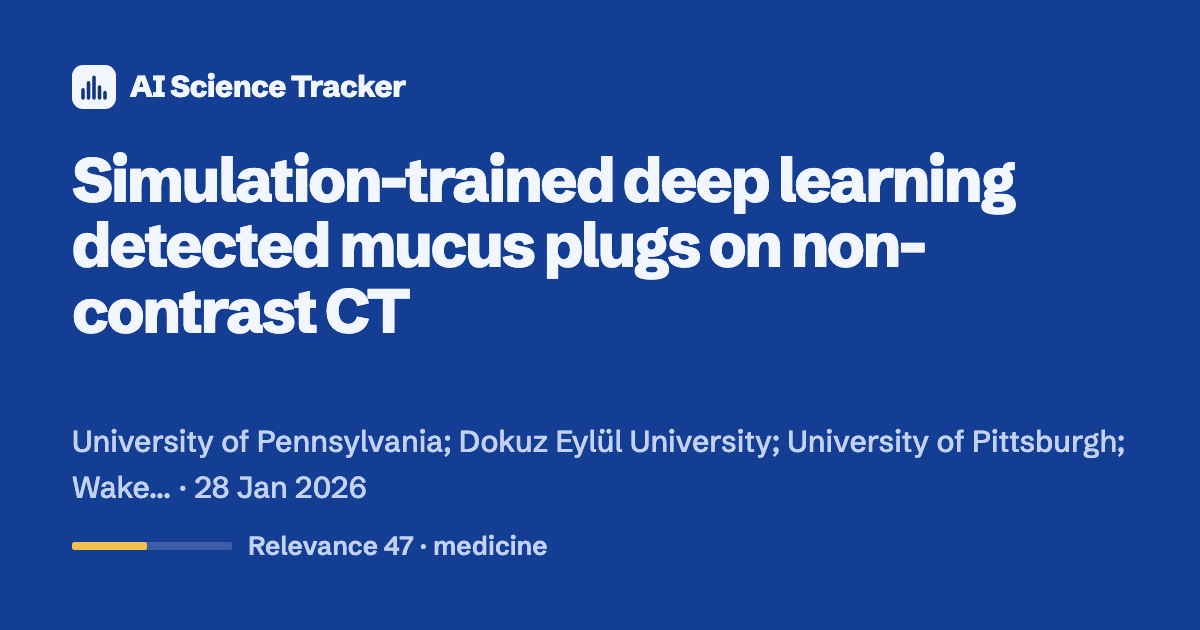 AI Science Tracker
Simulation-trained deep learning
detected mucus plugs on non-
contrast CT
University of Pennsylvania; Dokuz Eylül University; University of Pittsburgh;
Wake... · 28 Jan 2026
Relevance 47 · medicine